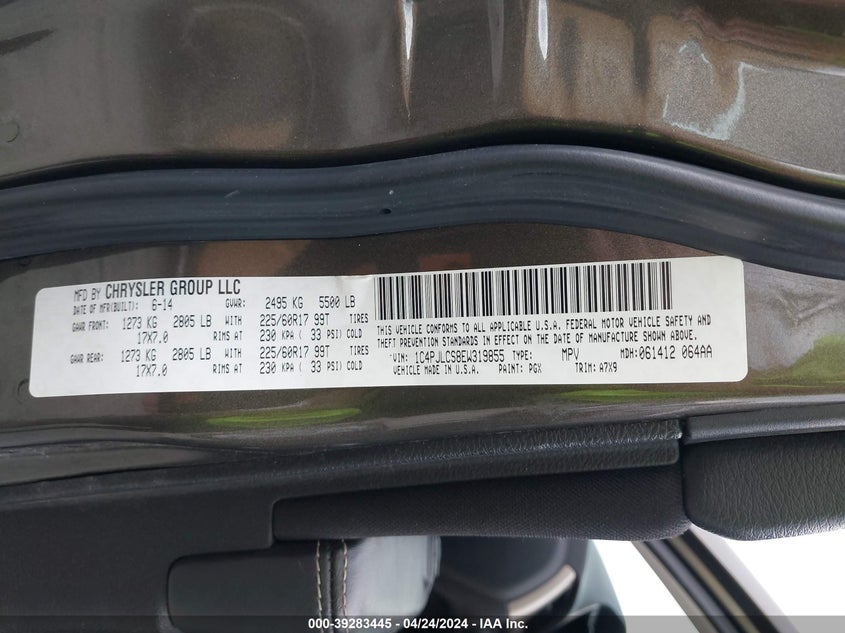 MFD BY CHRYSLER GROUP LLC
DATE OF MFR(BUILT): 6-14 GVWR: 2495 KG 5500 LB
GAWR FRONT: 1273 KG 2805 LB WITH 225/60R17 99T TIRES
17X7.0 RIMS AT 230 KPA ( 33 PSI) COLD
GAWR REAR: 1273 KG 2805 LB WITH 225/60R17 99T TIRES
17X7.0 RIMS AT 230 KPA ( 33 PSI) COLD
THIS VEHICLE CONFORMS TO ALL APPLICABLE U.S.A. FEDERAL MOTOR VEHICLE SAFETY AND
THEFT PREVENTION STANDARDS IN EFFECT ON THE DATE OF MANUFACTURE SHOWN ABOVE.
VIN: 1C4PJLCS8EW319855 TYPE: MPV MDH: 061412 064AA
VEHICLE MADE IN U.S.A. PAINT: PGX TRIM: A7X9
000-39283445 - 04/24/2024 - IAA Inc.